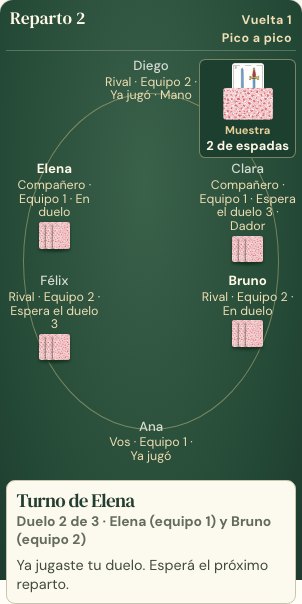 Reparto 2
Vuelta 1
Pico a pico
Diego
Rival · Equipo 2 ·
Ya jugó · Mano
Muestra
2 de espadas
Elena
Compañero ·
Equipo 1 · En
duelo
Clara
Compañero ·
Equipo 1 · Espera
el duelo 3 ·
Dador
Félix
Rival · Equipo 2 ·
Espera el duelo
3
Bruno
Rival · Equipo 2 ·
En duelo
Ana
Vos · Equipo 1 ·
Ya jugó
Turno de Elena
Duelo 2 de 3 · Elena (equipo 1) y Bruno
(equipo 2)
Ya jugaste tu duelo. Esperá el próximo
reparto.